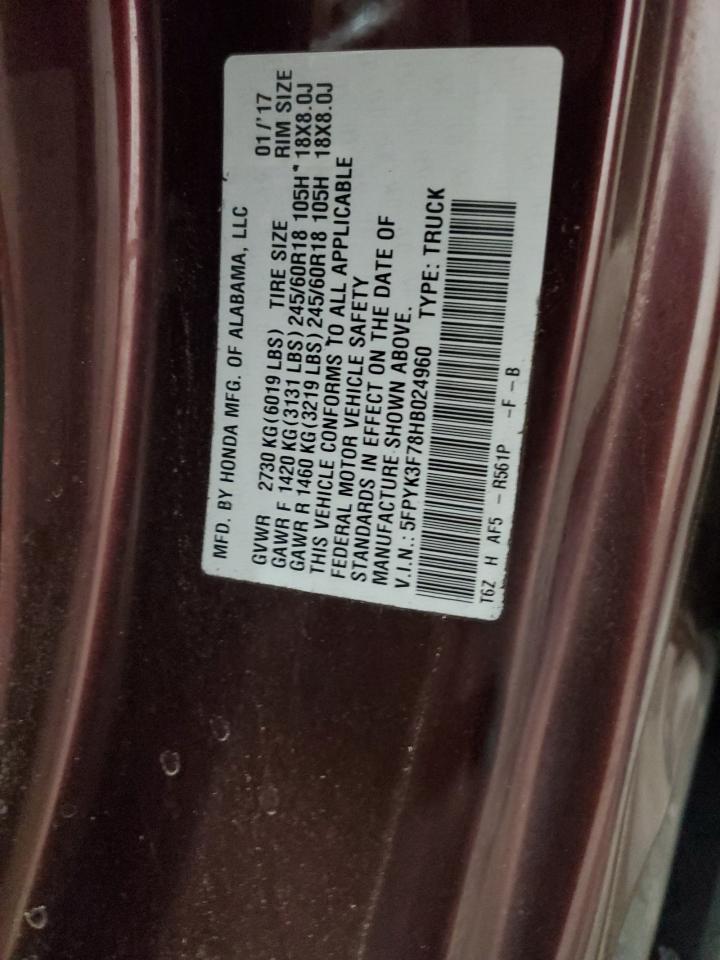 MFD. BY HONDA MFG. OF ALABAMA, LLC
01/'17
GVWR 2730 KG(6019 LBS) TIRE SIZE RIM SIZE
GAWR F 1420 KG(3131 LBS)245/60R18 105H" 18X8.0J
GAWR R 1460 KG(3219 LBS)245/60R18 105H 18X8.0J
THIS VEHICLE CONFORMS TO ALL APPLICABLE
FEDERAL MOTOR VEHICLE SAFETY
STANDARDS IN EFFECT ON THE DATE OF
MANUFACTURE SHOWN ABOVE.
V.I.N.: 5FPYK3F78HB024960 TYPE: TRUCK
T6Z H AF5 - R561P -F -B